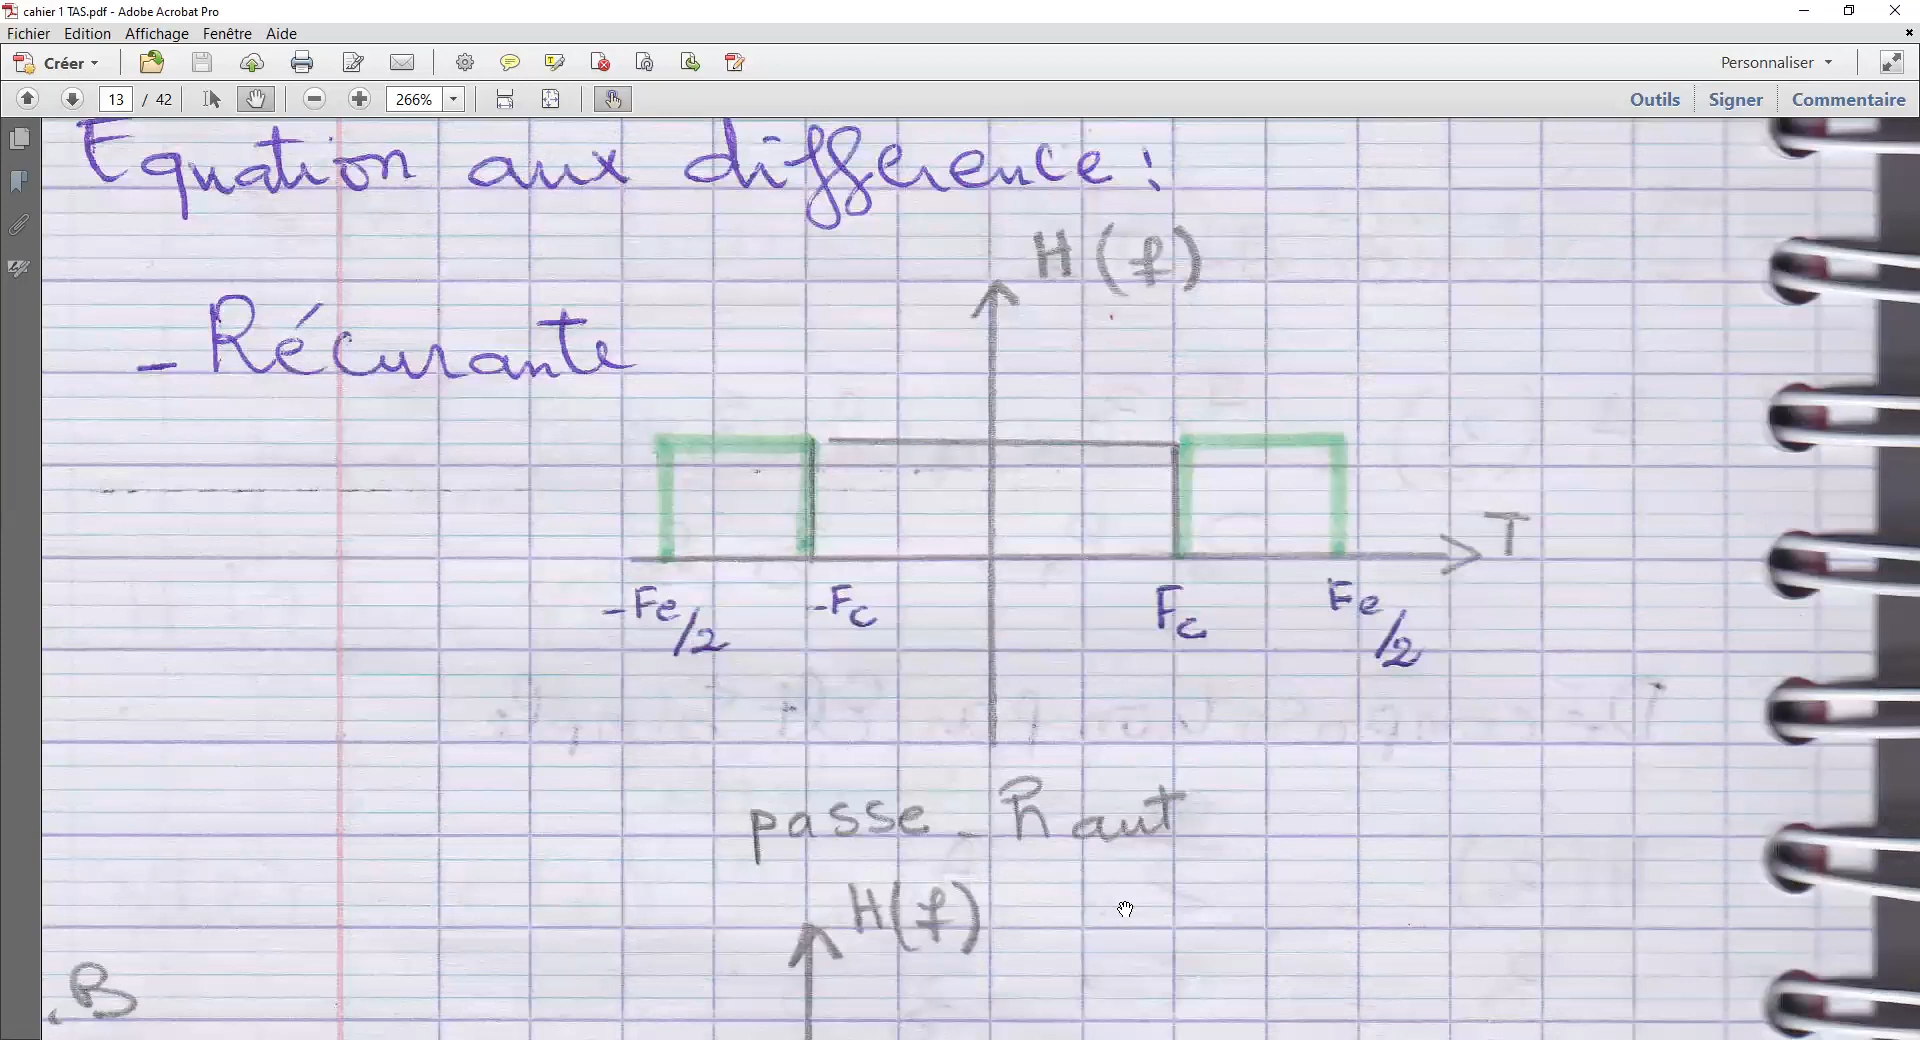 cahier 1 TAS.pdf - Adobe Acrobat Pro
Fichier Edition Affichage Fenêtre Aide
Créer
Personnaliser
13 / 42
266%
Outils Signer Commentaire
Equation aux différence :
H(f)
- Récurante
T
-Fe/2 -Fc Fc Fe/2
passe-haut
H(f)
.B